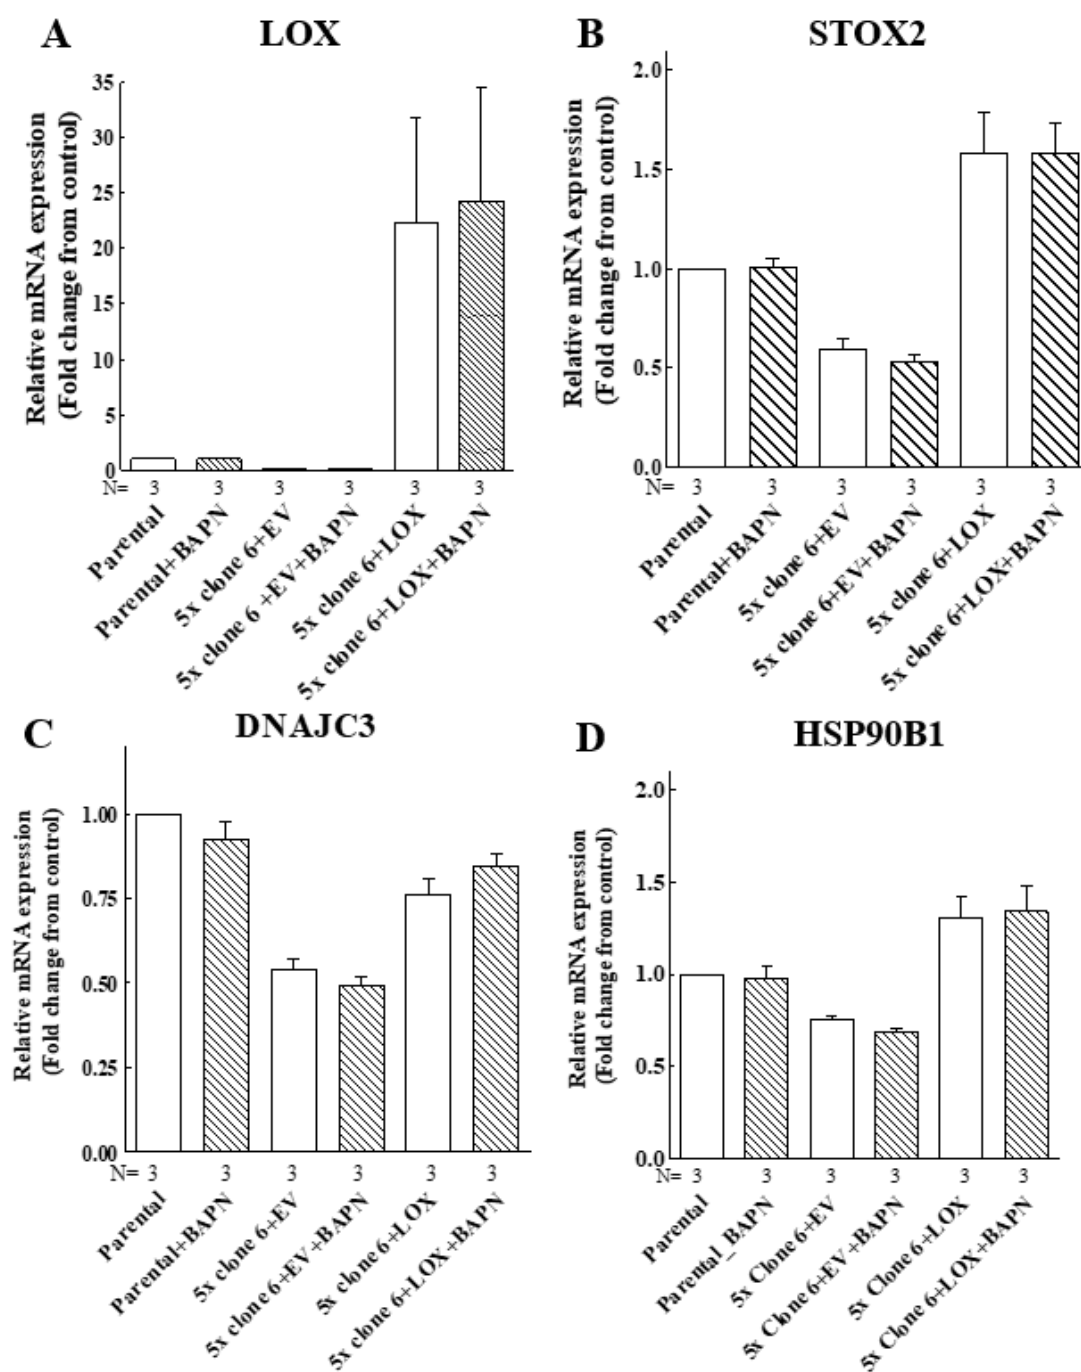 A
LOX
Relative mRNA expression
(Fold change from control)
35
30
25
20
15
10
5
0
N= 3 3 3 3 3 3
Parental
Parental+BAPN
5x clone 6+EV
5x clone 6 +EV+BAPN
5x clone 6+LOX
5x clone 6+LOX+BAPN
B
STOX2
Relative mRNA expression
(Fold change from control)
2.0
1.5
1.0
0.5
0.0
N= 3 3 3 3 3 3
Parental
Parental+BAPN
5x clone 6+EV
5x clone 6+EV+BAPN
5x clone 6+LOX
5x clone 6+LOX+BAPN
C
DNAJC3
Relative mRNA expression
(Fold change from control)
1.00
0.75
0.50
0.25
0.00
N= 3 3 3 3 3 3
Parental
Parental+BAPN
5x clone 6+EV
5x clone 6+EV+BAPN
5x clone 6+LOX
5x clone 6+LOX+BAPN
D
HSP90B1
Relative mRNA expression
(Fold change from control)
2.0
1.5
1.0
0.5
0.0
N= 3 3 3 3 3 3
Parental
Parental_BAPN
5x Clone 6+EV
5x Clone 6+EV+BAPN
5x Clone 6+LOX
5x Clone 6+LOX+BAPN